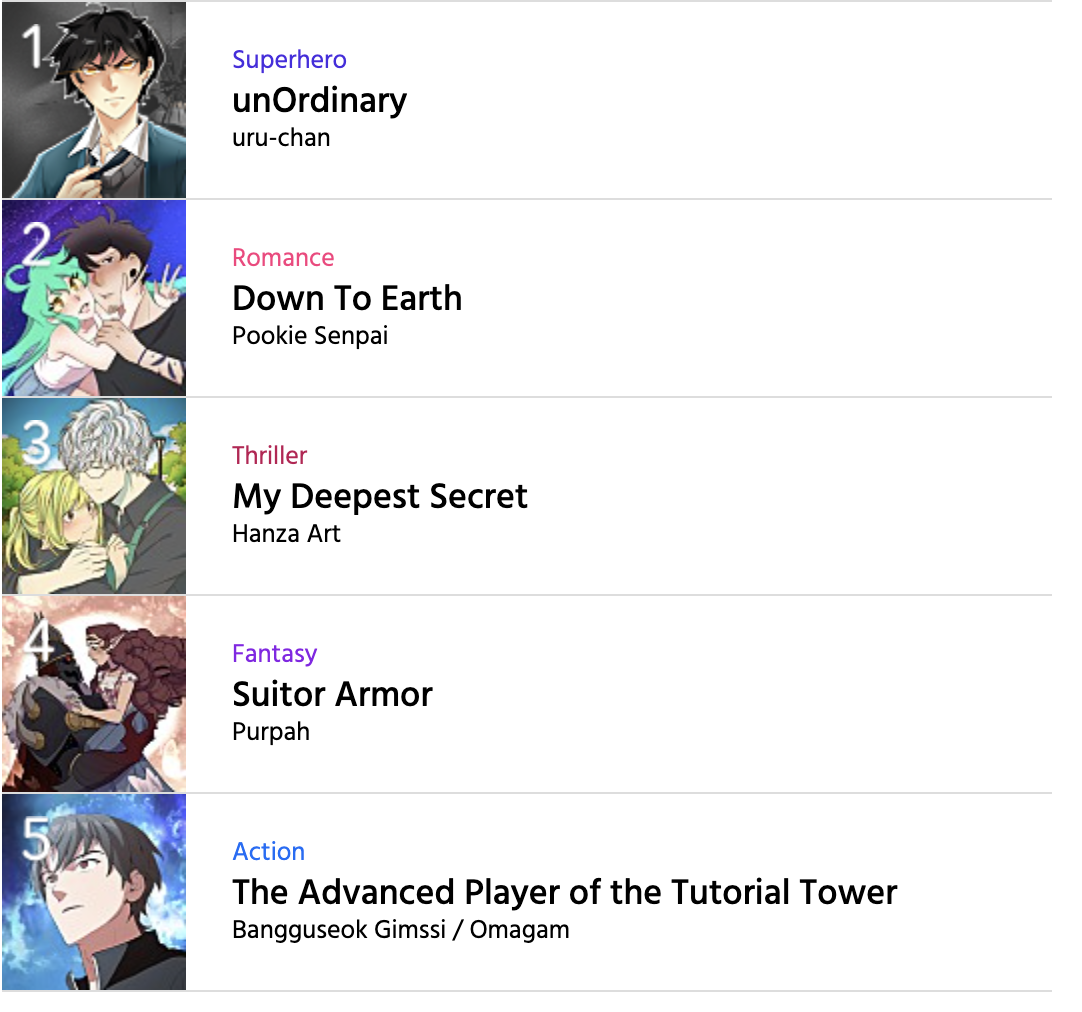 1
Superhero
unOrdinary
uru-chan
2
Romance
Down To Earth
Pookie Senpai
3
Thriller
My Deepest Secret
Hanza Art
4
Fantasy
Suitor Armor
Purpah
5
Action
The Advanced Player of the Tutorial Tower
Bangguseok Gimssi / Omagam